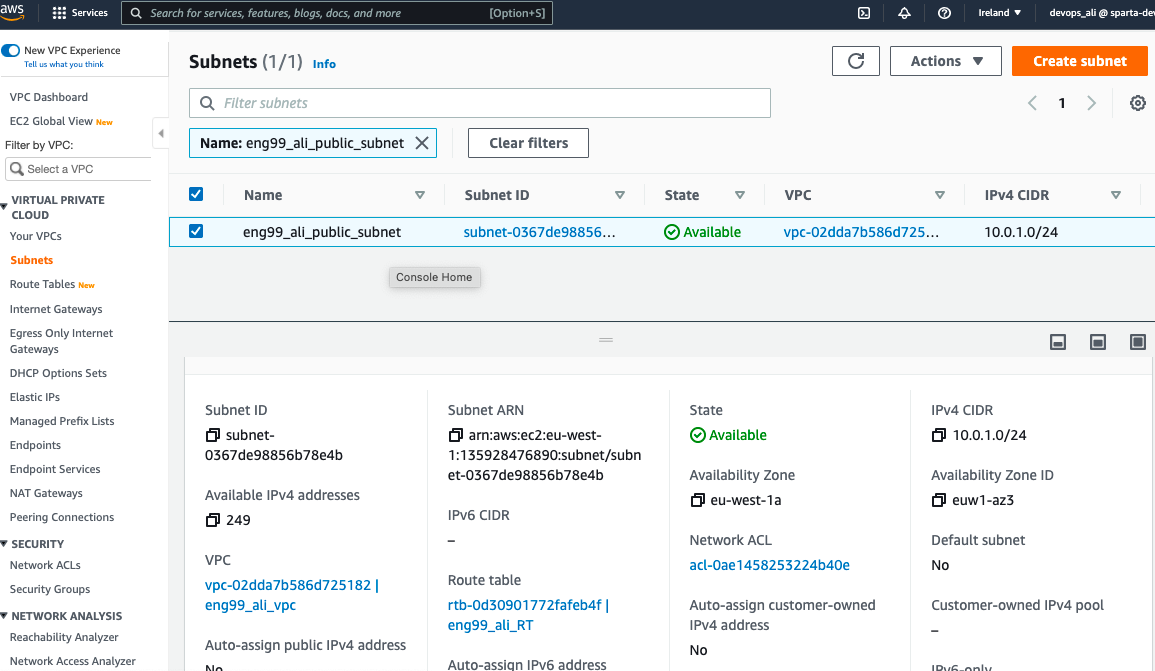 aws
Services
Search for services, features, blogs, docs, and more
[Option+S]
Ireland
devops_ali @ sparta-dev
New VPC Experience
Tell us what you think
VPC Dashboard
EC2 Global View New
Filter by VPC:
Select a VPC
VIRTUAL PRIVATE
CLOUD
Your VPCs
Subnets
Route Tables New
Internet Gateways
Egress Only Internet
Gateways
DHCP Options Sets
Elastic IPs
Managed Prefix Lists
Endpoints
Endpoint Services
NAT Gateways
Peering Connections
SECURITY
Network ACLs
Security Groups
NETWORK ANALYSIS
Reachability Analyzer
Network Access Analyzer
Subnets (1/1) Info
Actions
Create subnet
Filter subnets
1
Name: eng99_ali_public_subnet
Clear filters
Name
Subnet ID
State
VPC
IPv4 CIDR
eng99_ali_public_subnet
subnet-0367de98856...
Available
vpc-02dda7b586d725...
10.0.1.0/24
Console Home
Subnet ID
subnet-
0367de98856b78e4b
Available IPv4 addresses
249
VPC
vpc-02dda7b586d725182 |
eng99_ali_vpc
Auto-assign public IPv4 address
No
Subnet ARN
arn:aws:ec2:eu-west-
1:135928476890:subnet/subn
et-0367de98856b78e4b
IPv6 CIDR
–
Route table
rtb-0d30901772fafeb4f |
eng99_ali_RT
Auto-assign IPv6 address
State
Available
Availability Zone
eu-west-1a
Network ACL
acl-0ae1458253224b40e
Auto-assign customer-owned
IPv4 address
No
IPv4 CIDR
10.0.1.0/24
Availability Zone ID
euw1-az3
Default subnet
No
Customer-owned IPv4 pool
–
IPv6-only